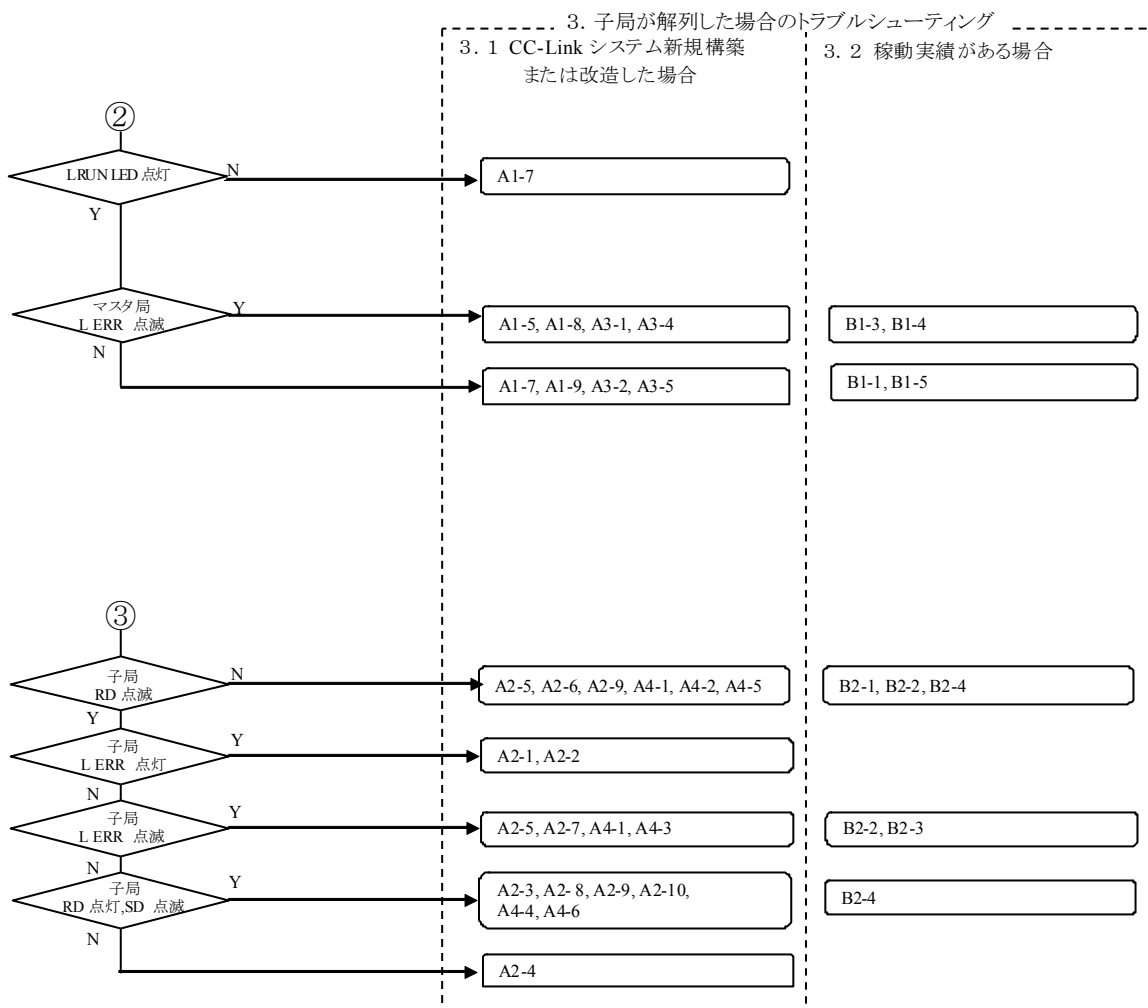 3. 子局が解列した場合のトラブルシューティング
3. 1 CC-Link システム新規構築
または改造した場合
3. 2 稼動実績がある場合
②
LRUN LED 点灯
N
A1-7
Y
マスタ局
L ERR 点滅
Y
A1-5, A1-8, A3-1, A3-4
B1-3, B1-4
N
A1-7, A1-9, A3-2, A3-5
B1-1, B1-5
③
子局
RD 点滅
N
A2-5, A2-6, A2-9, A4-1, A4-2, A4-5
B2-1, B2-2, B2-4
Y
子局
L ERR 点灯
Y
A2-1, A2-2
N
子局
L ERR 点滅
Y
A2-5, A2-7, A4-1, A4-3
B2-2, B2-3
N
子局
RD 点灯,SD 点滅
Y
A2-3, A2- 8, A2-9, A2-10,
A4-4, A4-6
B2-4
N
A2-4